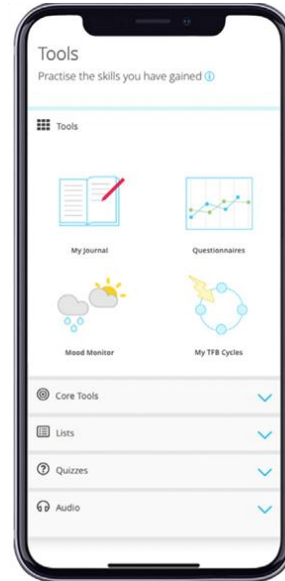 Tools
Practise the skills you have gained
Tools
My Journal
Questionnaires
Mood Monitor
My TFB Cycles
Core Tools
Lists
Quizzes
Audio